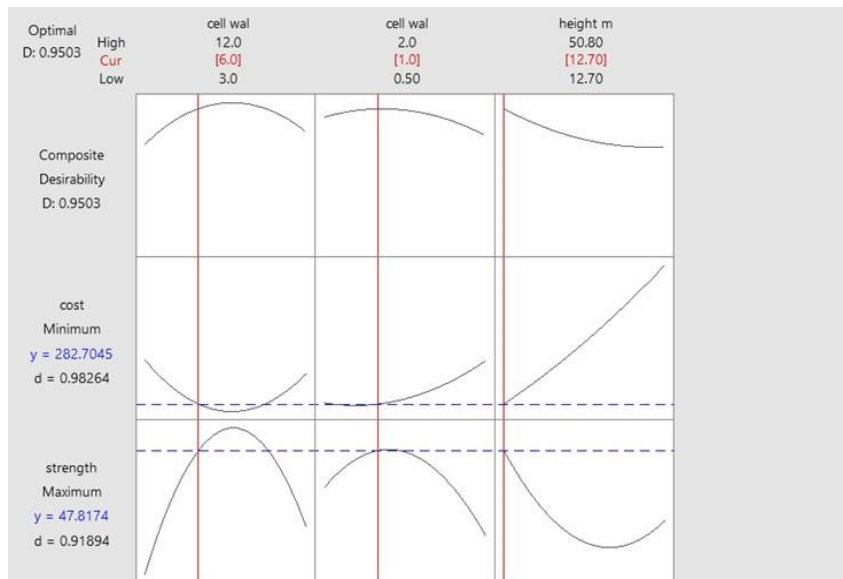 Optimal
D: 0.9503
High
Cur
Low
cell wal
12.0
[6.0]
3.0
cell wal
2.0
[1.0]
0.50
height m
50.80
[12.70]
12.70
Composite
Desirability
D: 0.9503
cost
Minimum
y = 282.7045
d = 0.98264
strength
Maximum
y = 47.8174
d = 0.91894